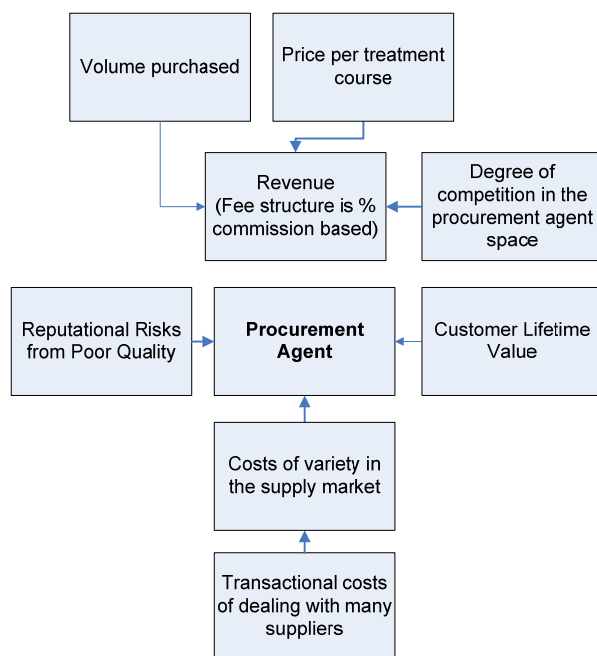 Volume purchased
Price per treatment
course
Revenue
(Fee structure is %
commission based)
Degree of
competition in the
procurement agent
space
Reputational Risks
from Poor Quality
Procurement
Agent
Customer Lifetime
Value
Costs of variety in
the supply market
Transactional costs
of dealing with many
suppliers